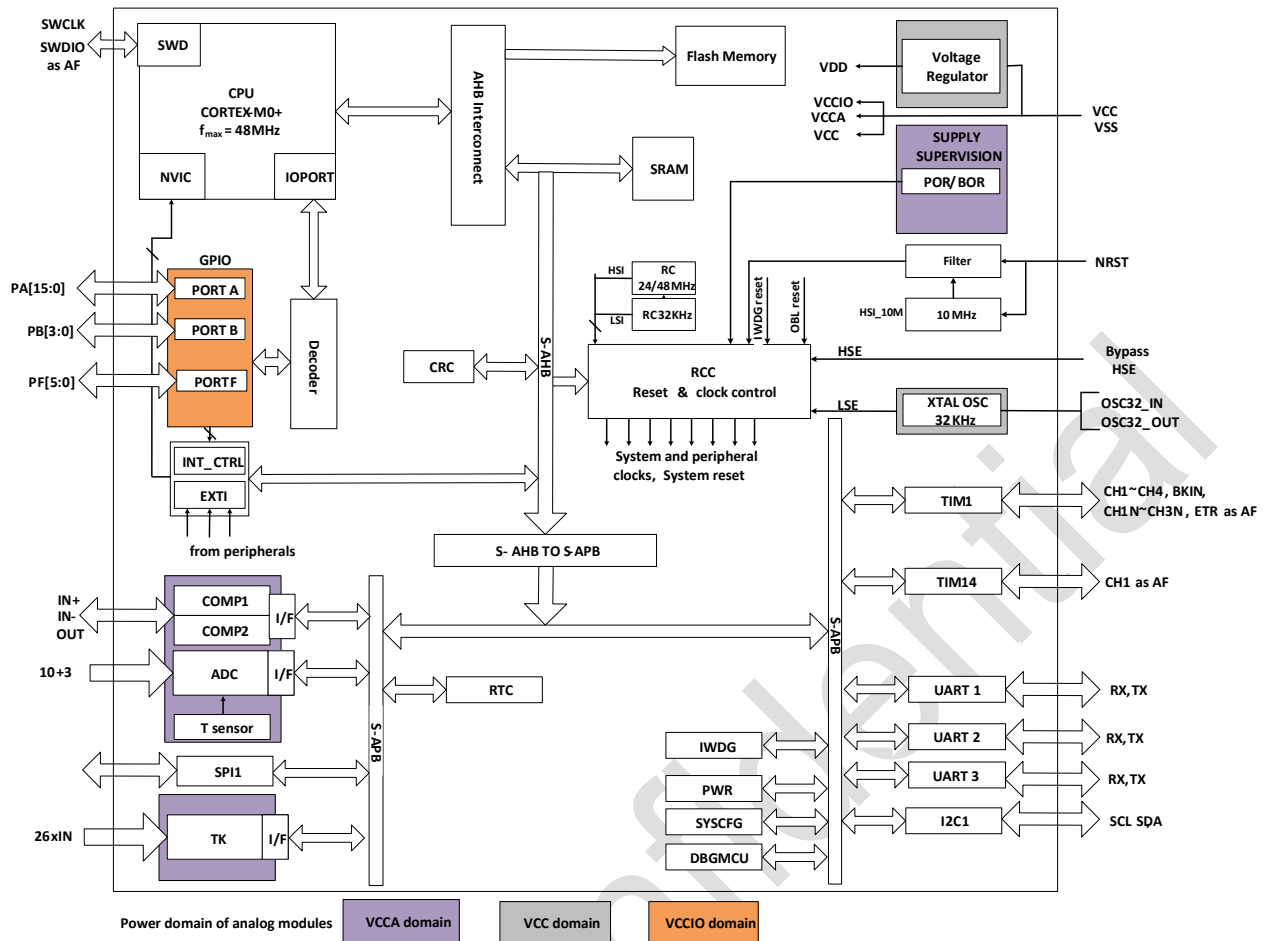 SWCLK
SWDIO
as AF
SWD
CPU
CORTEX-M0+
fmax = 48MHz
NVIC
IOPORT
AHB Interconnect
Flash Memory
SRAM
Voltage
Regulator
VDD
VCCIO
VCCA
VCC
VCC
VSS
SUPPLY
SUPERVISION
POR/BOR
GPIO
PORT A
PORT B
PORT F
PA[15:0]
PB[3:0]
PF[5:0]
Decoder
INT_CTRL
EXTI
from peripherals
CRC
S-AHB
HSI
RC
24/48MHz
LSI
RC32KHz
IWDG reset
OBL reset
Filter
NRST
HSI_10M
10 MHz
RCC
Reset & clock control
HSE
Bypass
HSE
LSE
XTAL OSC
32KHz
OSC32_IN
OSC32_OUT
System and peripheral
clocks, System reset
S- AHB TO S-APB
TIM1
CH1~CH4, BKIN,
CH1N~CH3N, ETR as AF
TIM14
CH1 as AF
IN+
IN-
OUT
COMP1
COMP2
I/F
10+3
ADC
I/F
T sensor
SPI1
26xIN
TK
I/F
S-APB
RTC
S-APB
IWDG
PWR
SYSCFG
DBGMCU
UART 1
RX,TX
UART 2
RX,TX
UART 3
RX,TX
I2C1
SCL SDA
Power domain of analog modules
VCCA domain
VCC domain
VCCIO domain
nfidential